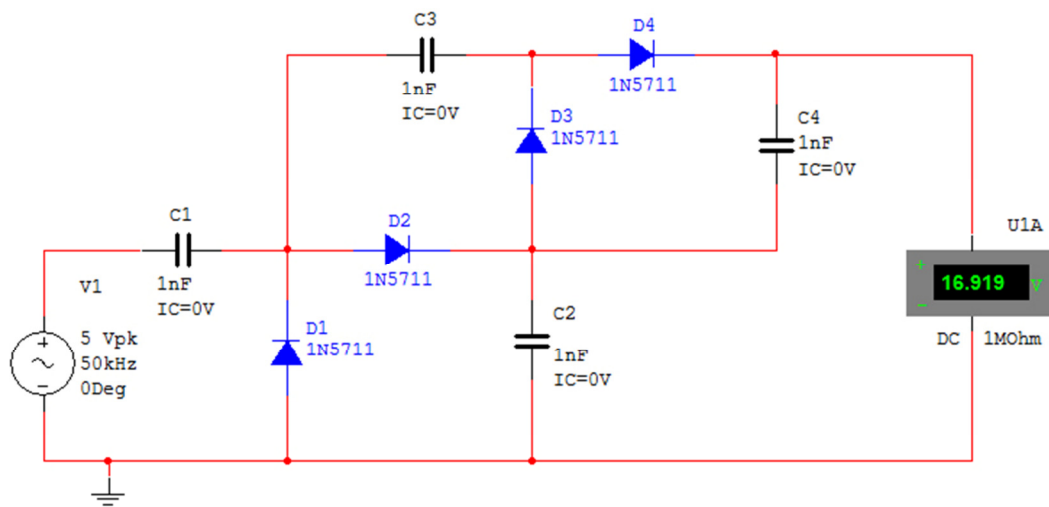 C3
1nF
IC=0V
D4
1N5711
D3
1N5711
C4
1nF
IC=0V
C1
1nF
IC=0V
D2
1N5711
U1A
+
16.919 V
−
DC 1MOhm
V1
+
5 Vpk
50kHz
0Deg
−
D1
1N5711
C2
1nF
IC=0V